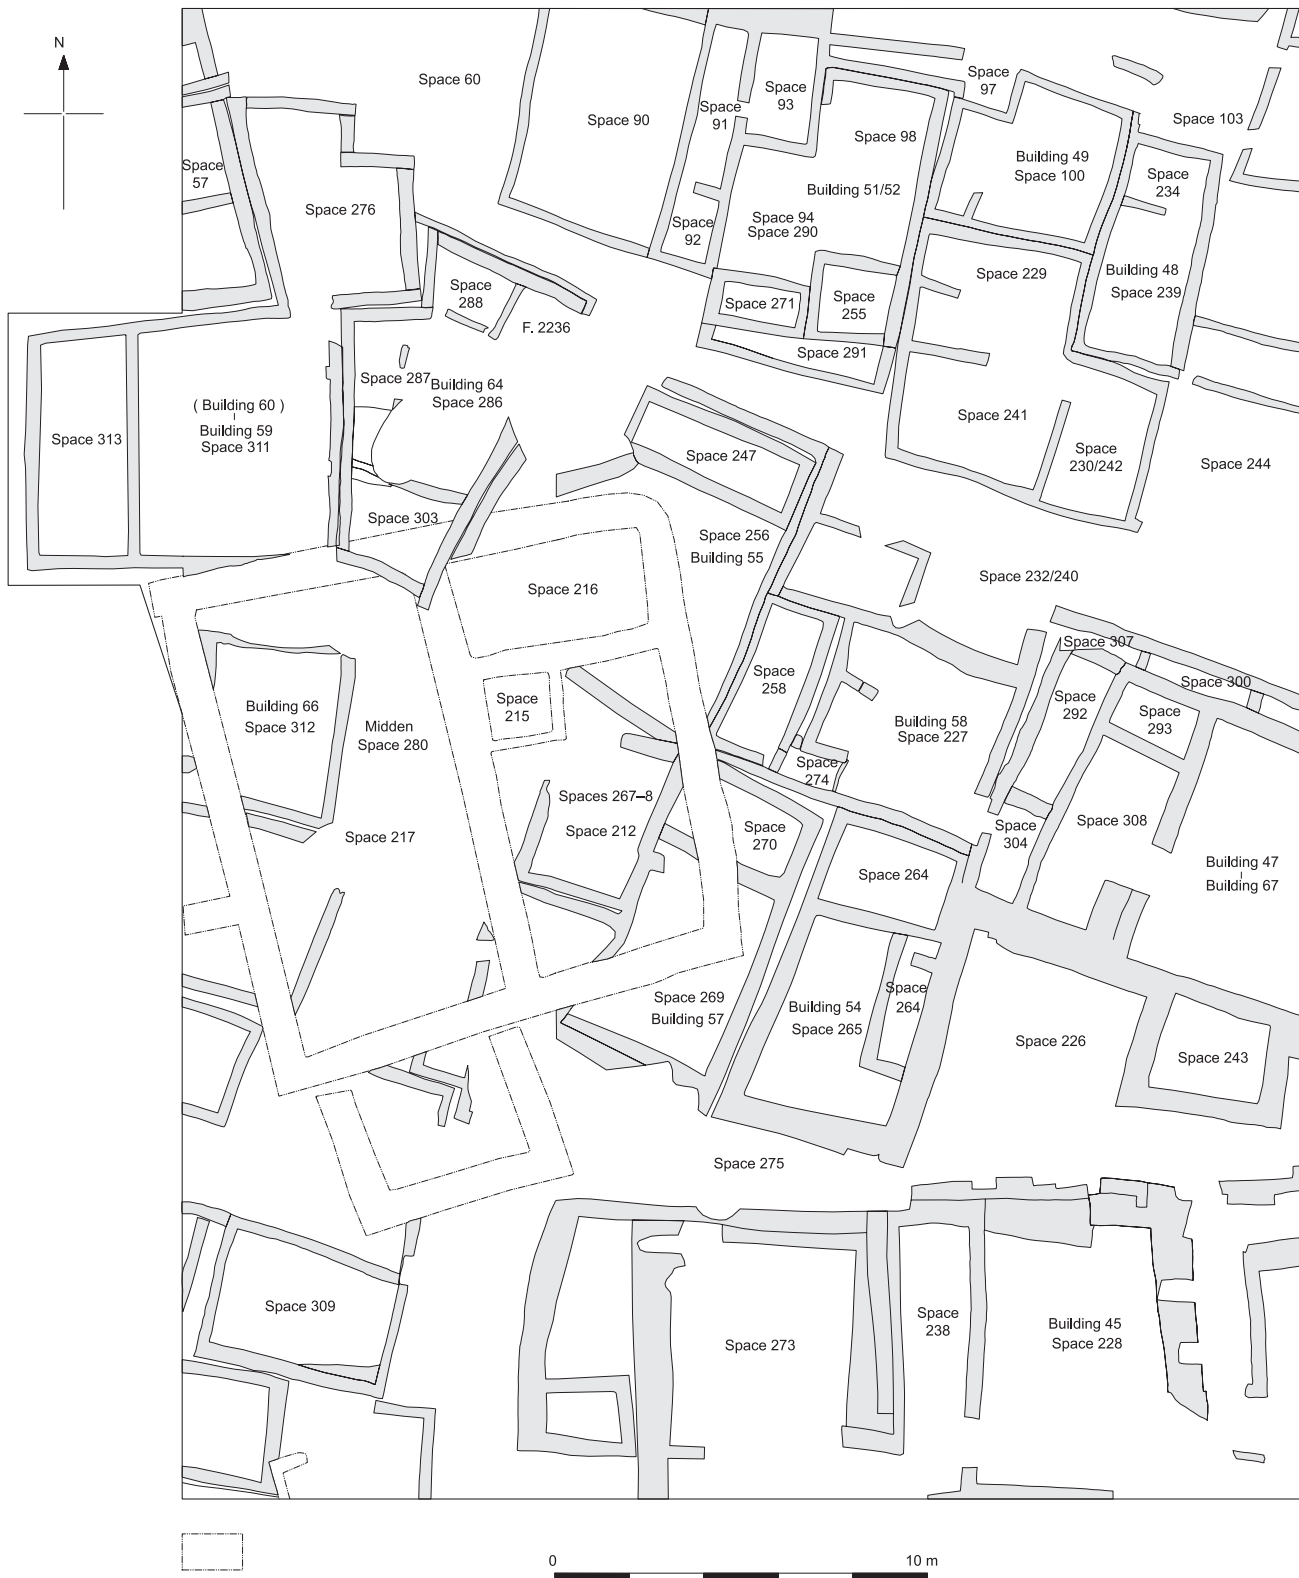 N
Space 60
Space 90
Space
91
Space
93
Space
97
Space 103
Space 98
Building 49
Space 100
Space
57
Space
234
Building 51/52
Space 276
Space 94
Space 290
Space
92
Space 229
Building 48
Space 239
Space
288
Space 271
Space
255
F. 2236
Space 291
Space 287
Building 64
Space 286
( Building 60 )
Building 59
Space 311
Space 313
Space 241
Space
230/242
Space 247
Space 244
Space 303
Space 256
Building 55
Space 232/240
Space 216
Space 307
Space
258
Space 300
Space
292
Space
293
Building 66
Space 312
Space
215
Midden
Space 280
Building 58
Space 227
Space
274
Spaces 267–8
Space 212
Space 217
Space
270
Space
304
Space 308
Space 264
Building 47
Building 67
Space
264
Space 269
Building 57
Building 54
Space 265
Space 226
Space 243
Space 275
Space 309
Space 273
Space
238
Building 45
Space 228
0
10 m